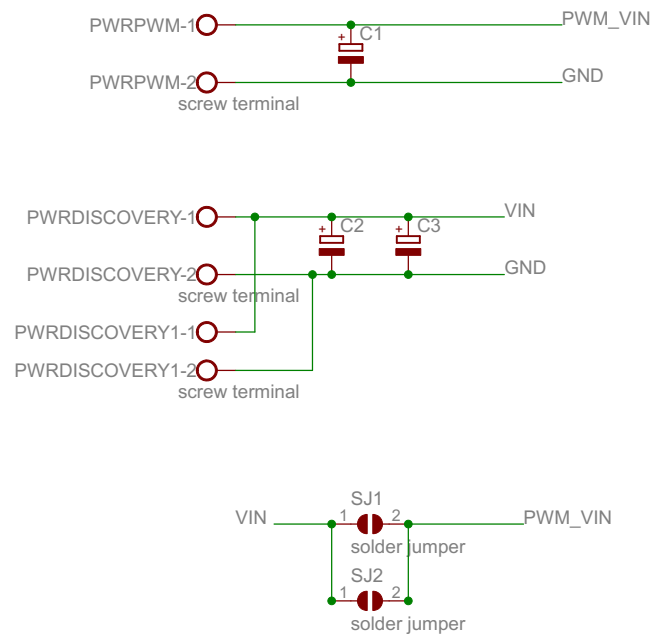 PWRPWM-1
+ C1
PWM_VIN
PWRPWM-2
GND
screw terminal
PWRDISCOVERY-1
VIN
+ C2
+ C3
PWRDISCOVERY-2
GND
screw terminal
PWRDISCOVERY1-1
PWRDISCOVERY1-2
screw terminal
SJ1
VIN
1 2
PWM_VIN
solder jumper
SJ2
1 2
solder jumper